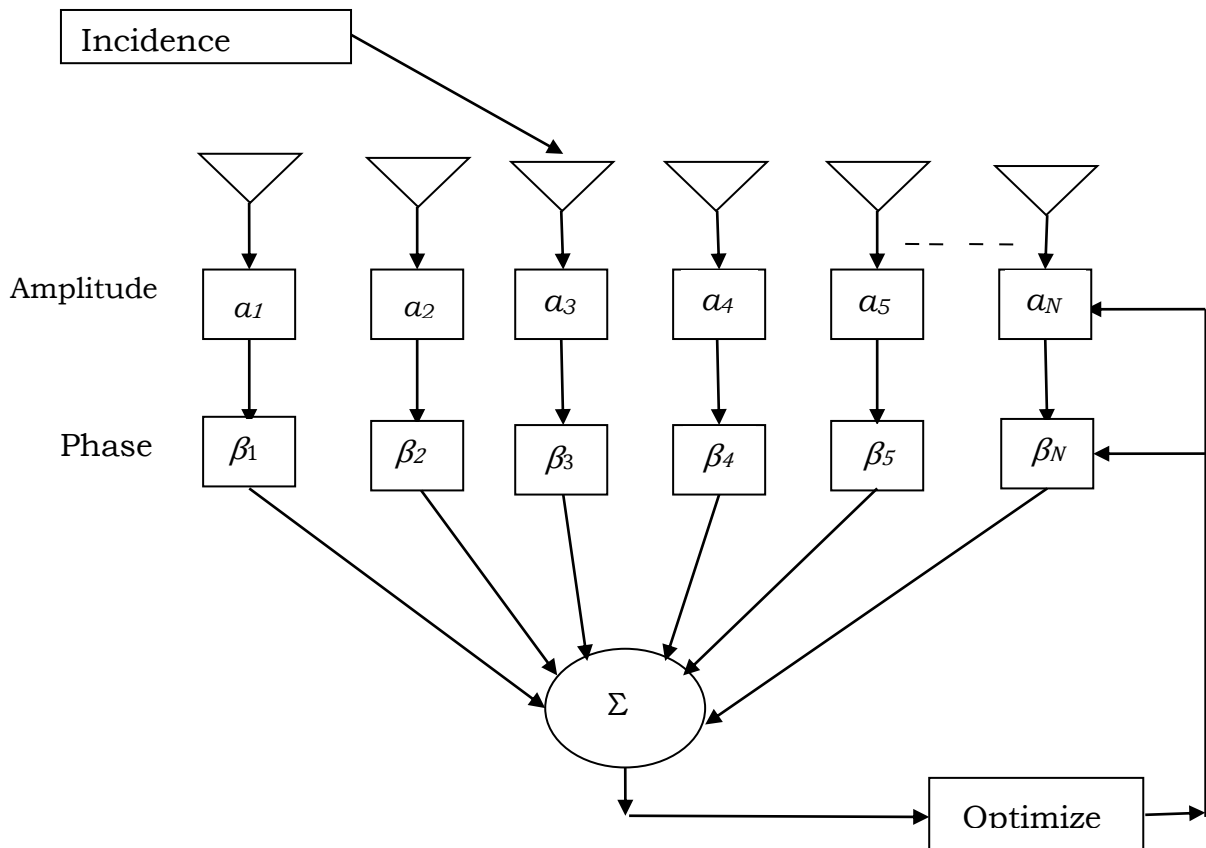 Incidence
Amplitude a1 a2 a3 a4 a5 aN
Phase β1 β2 β3 β4 β5 βN
Σ
Optimize